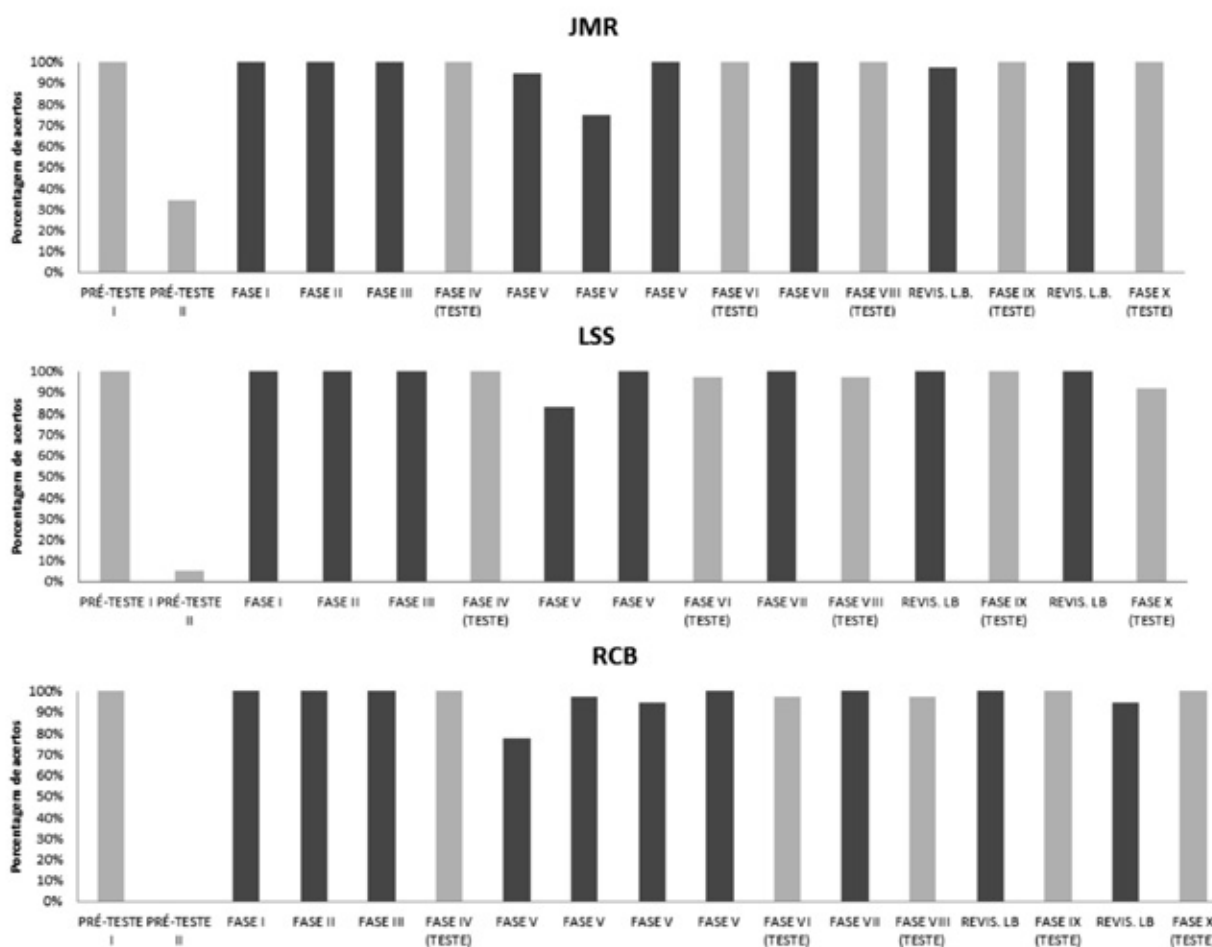 JMR
Porcentagem de acertos
100%
90%
80%
70%
60%
50%
40%
30%
20%
10%
0%
PRÉ-TESTE I
PRÉ-TESTE II
FASE I
FASE II
FASE III
FASE IV (TESTE)
FASE V
FASE V
FASE V
FASE VI (TESTE)
FASE VII
FASE VIII (TESTE)
REVIS. L.B.
FASE IX (TESTE)
REVIS. L.B.
FASE X (TESTE)
LSS
Porcentagem de acertos
100%
90%
80%
70%
60%
50%
40%
30%
20%
10%
0%
PRÉ-TESTE I
PRÉ-TESTE II
FASE I
FASE II
FASE III
FASE IV (TESTE)
FASE V
FASE V
FASE VI (TESTE)
FASE VII
FASE VIII (TESTE)
REVIS. LB
FASE IX (TESTE)
REVIS. LB
FASE X (TESTE)
RCB
Porcentagem de acertos
100%
90%
80%
70%
60%
50%
40%
30%
20%
10%
0%
PRÉ-TESTE I
PRÉ-TESTE II
FASE I
FASE II
FASE III
FASE IV (TESTE)
FASE V
FASE V
FASE V
FASE V
FASE VI (TESTE)
FASE VII
FASE VIII (TESTE)
REVIS. LB
FASE IX (TESTE)
REVIS. LB
FASE X (TESTE)